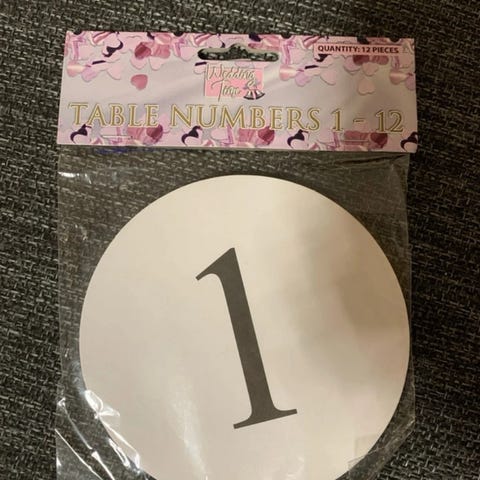 QUANTITY: 12 PIECES
Wedding
Time
TABLE NUMBERS 1 - 12
1